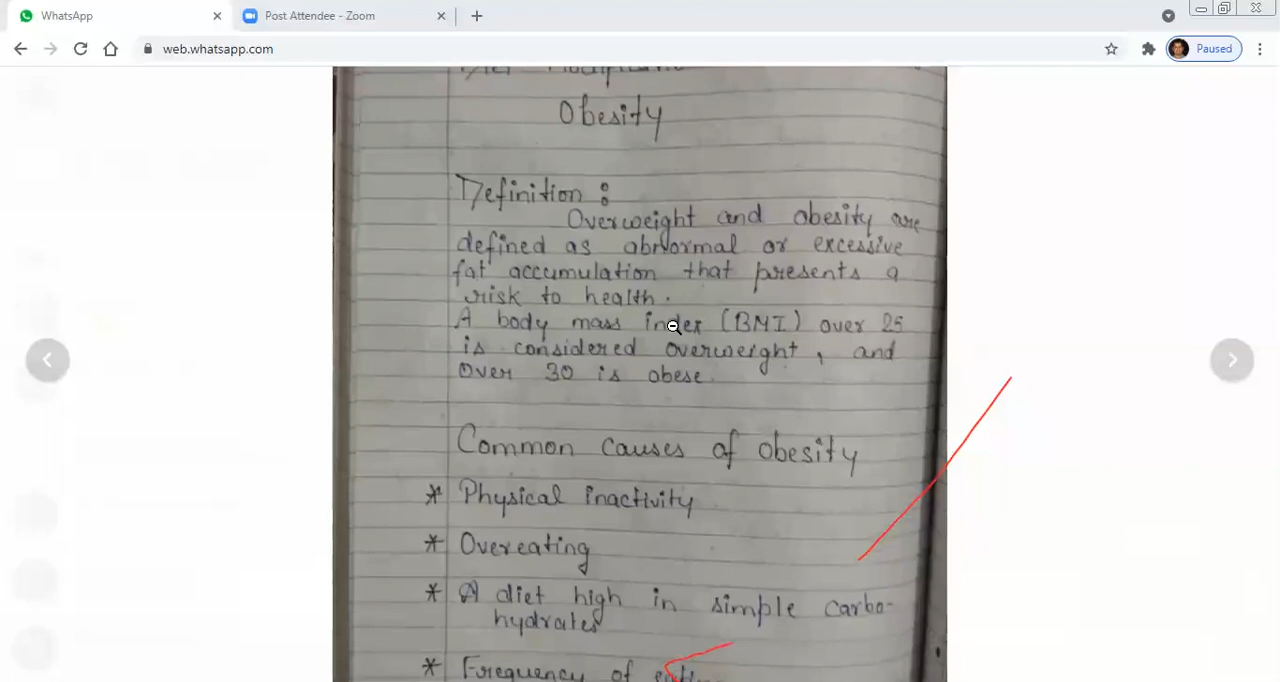 WhatsApp
Post Attendee - Zoom
web.whatsapp.com
Paused
Obesity
Definition :
Overweight and obesity are
defined as abnormal or excessive
fat accumulation that presents a
risk to health.
A body mass index (BMI) over 25
is considered overweight, and
Over 30 is obese.
Common causes of obesity
* Physical inactivity
* Overeating
* A diet high in simple carbo-
hydrates
* Frequency of